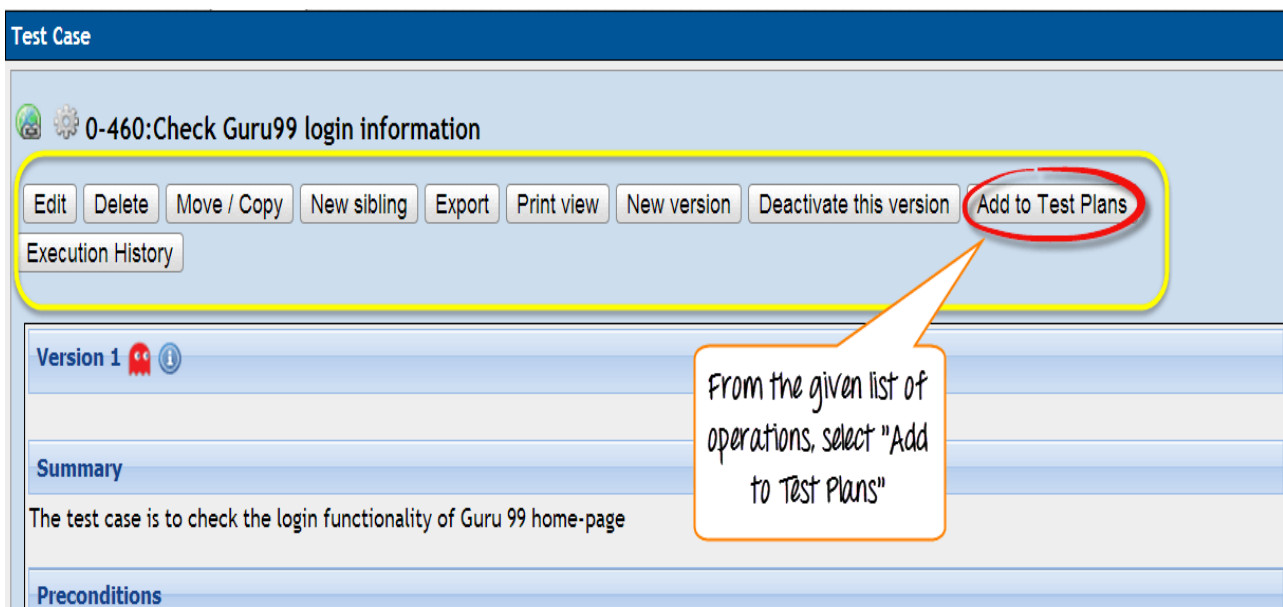 Test Case
0-460:Check Guru99 login information
Edit Delete Move / Copy New sibling Export Print view New version Deactivate this version Add to Test Plans
Execution History
Version 1
From the given list of
operations, select "Add
to Test Plans"
Summary
The test case is to check the login functionality of Guru 99 home-page
Preconditions